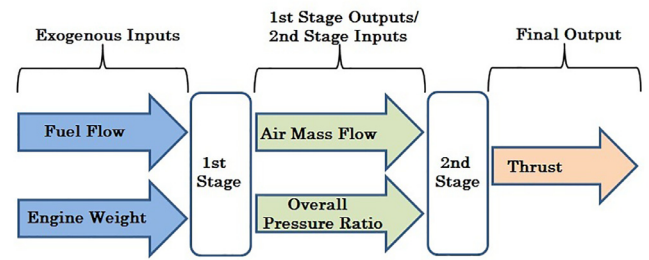 Exogenous Inputs
1st Stage Outputs/
2nd Stage Inputs
Final Output
Fuel Flow
Engine Weight
1st
Stage
Air Mass Flow
Overall
Pressure Ratio
2nd
Stage
Thrust